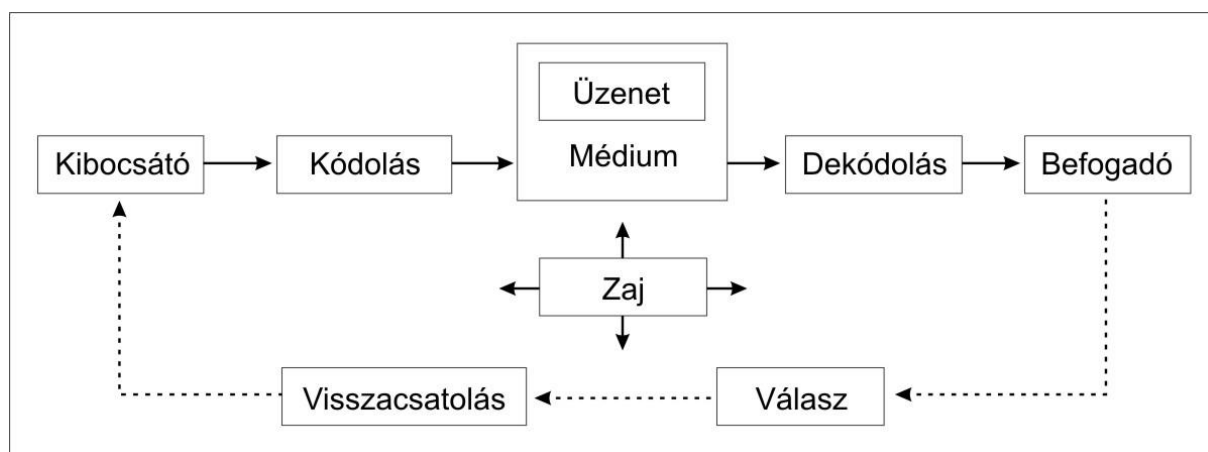 Üzenet
Médium
Kibocsátó
Kódolás
Dekódolás
Befogadó
Zaj
Visszacsatolás
Válasz